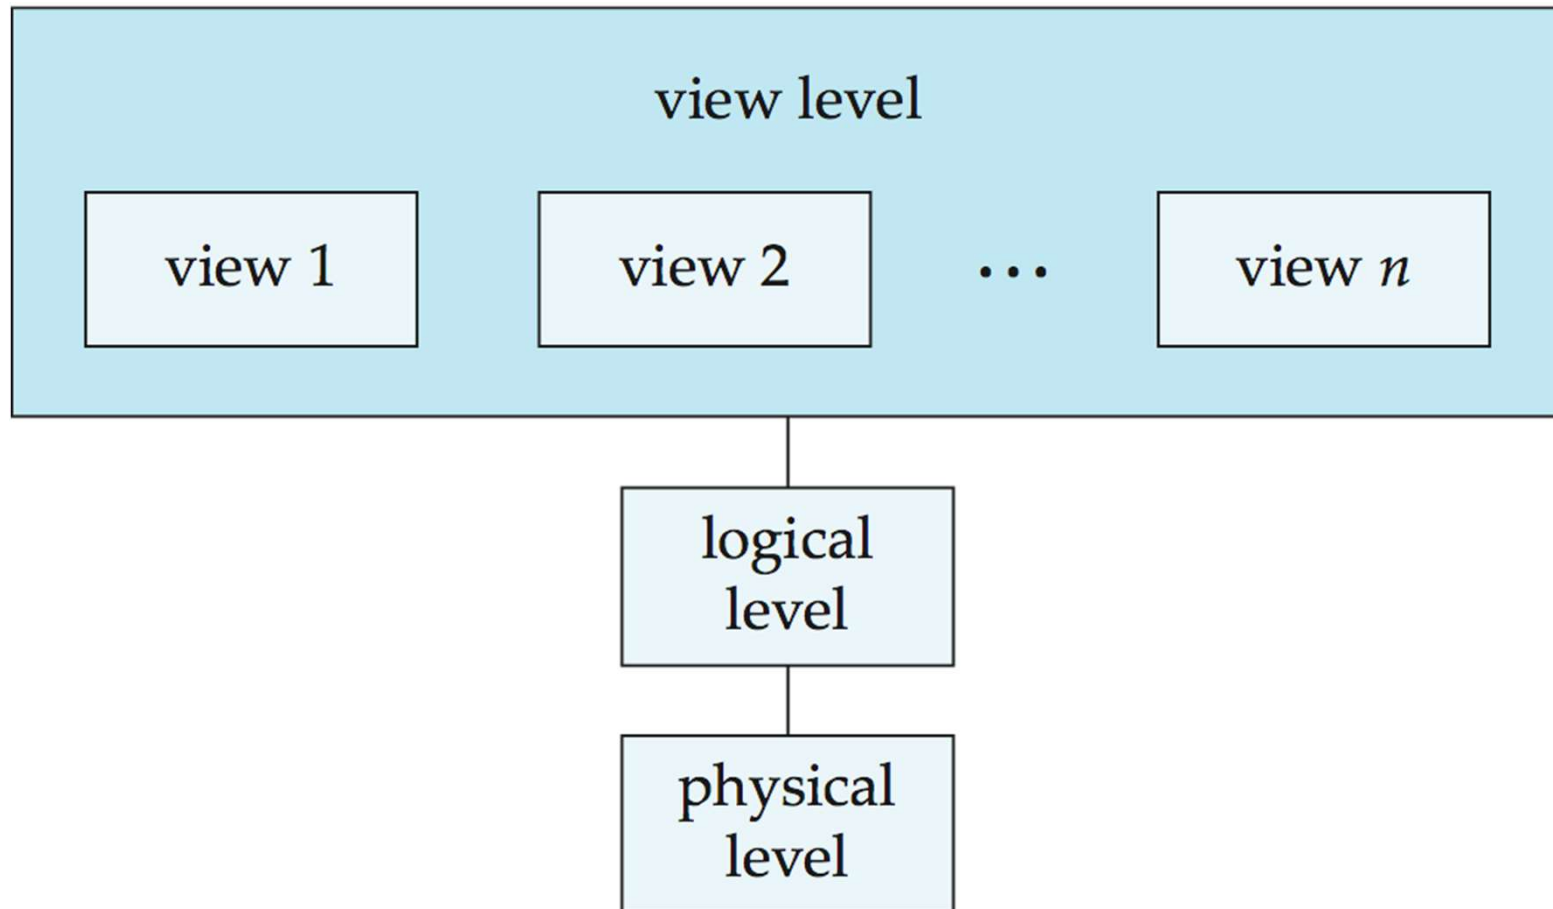 view level
view 1
view 2
...
view n
logical
level
physical
level